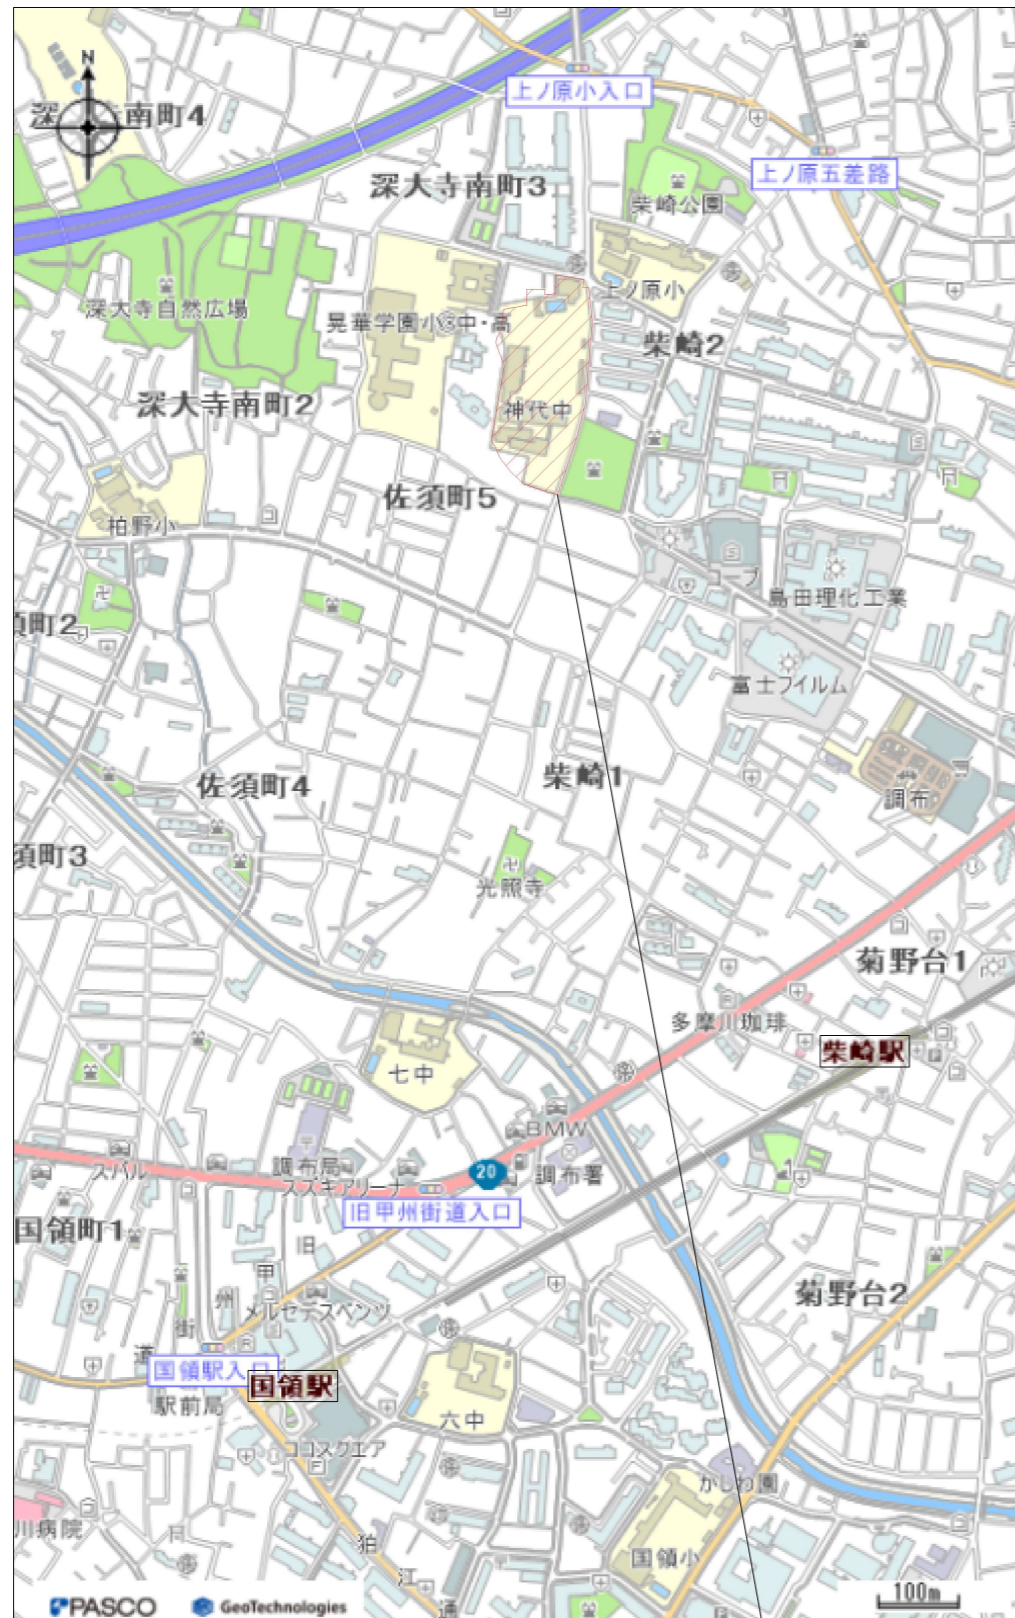 N
深
南町4
上ノ原小入口
上ノ原五差路
深大寺南町3
柴崎公園
深大寺自然広場
晃華学園小・中・高
上ノ原小
柴崎2
深大寺南町2
神代中
佐須町5
柏野小
コープ
島田理化工業
須町2
富士フイルム
佐須町4
柴崎1
調布
須町3
光照寺
菊野台1
多摩川珈琲
柴崎駅
七中
BMW
調布署
スバル
調布局
スズキアリーナ
20
旧甲州街道入口
国領町1
旧
甲
州
街
道
菊野台2
メルセデスベンツ
国領駅入口
国領駅
駅前局
六中
ココスクエア
かしわ園
川病院
国領小
狛
江
通
100m
PASCO
GeoTechnologies